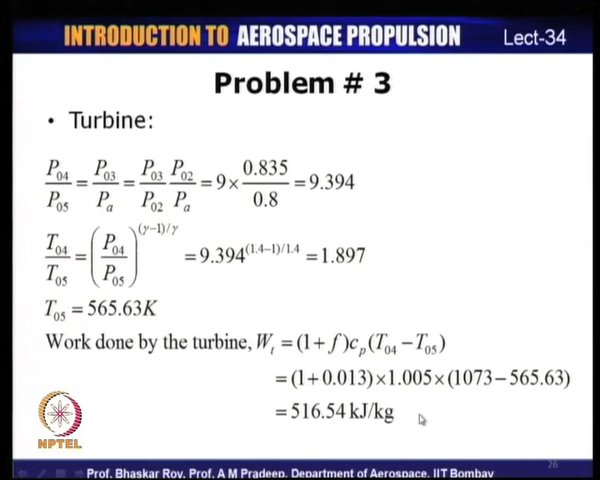 INTRODUCTION TO AEROSPACE PROPULSION Lect-34
Problem # 3
• Turbine:
P₀₄/P₀₅ = P₀₃/Pₐ = P₀₃/P₀₂ P₀₂/Pₐ = 9 × 0.835/0.8 = 9.394
T₀₄/T₀₅ = (P₀₄/P₀₅)^(γ−1)/γ = 9.394^(1.4−1)/1.4 = 1.897
T₀₅ = 565.63K
Work done by the turbine, Wₜ = (1+f)cₚ(T₀₄ − T₀₅)
= (1+0.013)×1.005×(1073−565.63)
= 516.54 kJ/kg
NPTEL
26
Prof. Bhaskar Roy, Prof. A M Pradeep, Department of Aerospace, IIT Bombay